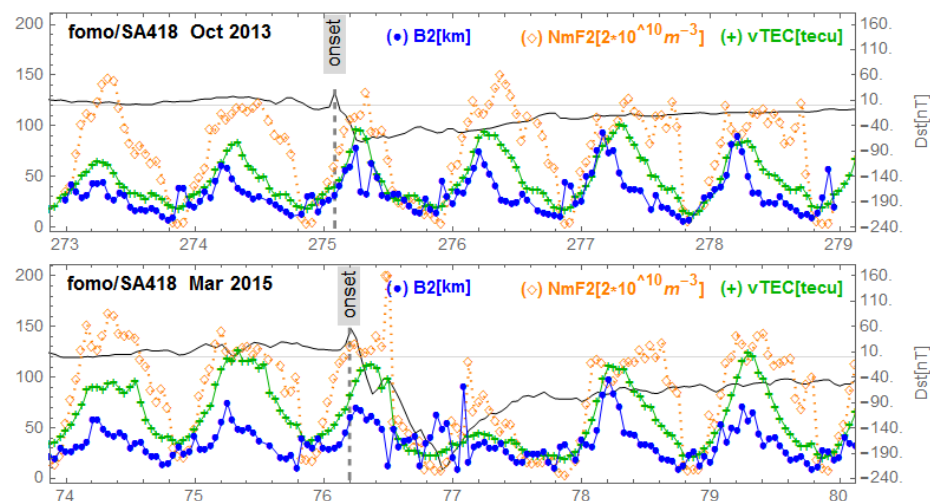 fomo/SA418 Oct 2013
onset
(●) B2[km]
(◇) NmF2[2*10^10 m^-3]
(+) vTEC[tecu]
200
150
100
50
0
160.
110.
60.
10.
-40.
-90.
-140.
-190.
-240.
Dst[nT]
273 274 275 276 277 278 279
fomo/SA418 Mar 2015
onset
(●) B2[km]
(◇) NmF2[2*10^10 m^-3]
(+) vTEC[tecu]
200
150
100
50
0
160.
110.
60.
10.
-40.
-90.
-140.
-190.
-240.
Dst[nT]
74 75 76 77 78 79 80